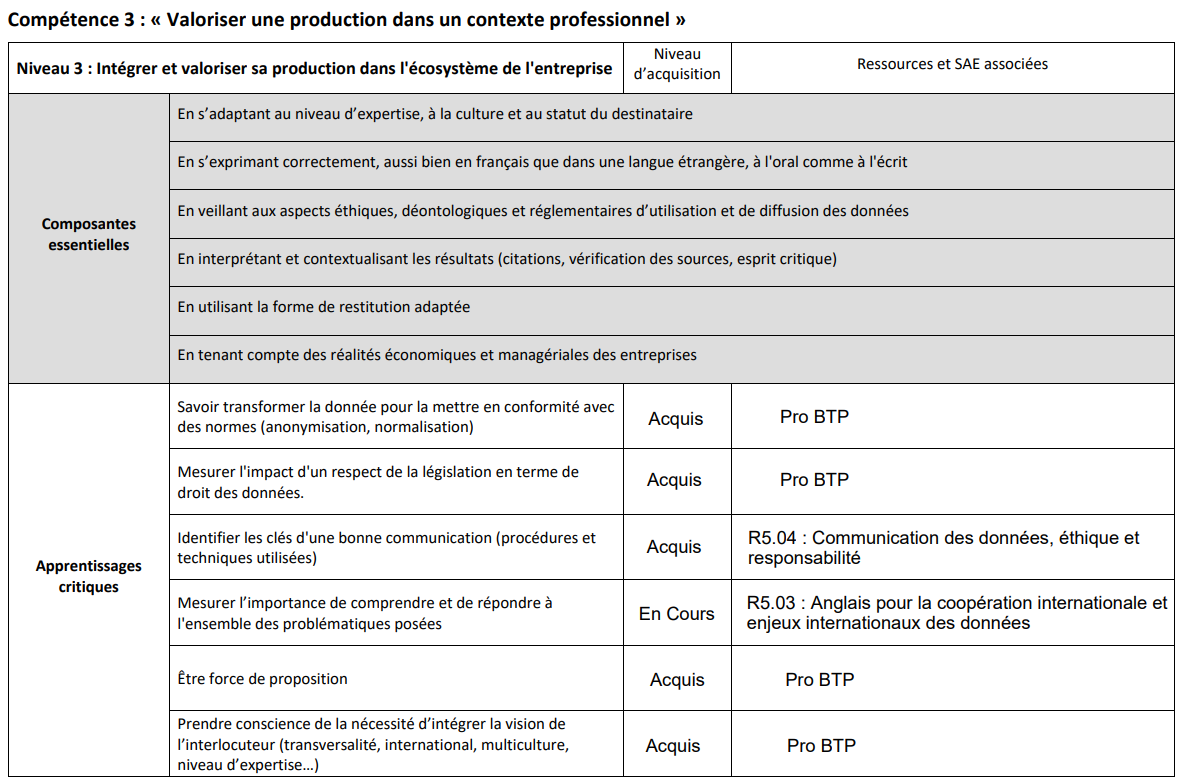 Compétence 3 : « Valoriser une production dans un contexte professionnel »
Niveau 3 : Intégrer et valoriser sa production dans l'écosystème de l'entreprise
Niveau
d’acquisition
Ressources et SAE associées
Composantes
essentielles
En s’adaptant au niveau d’expertise, à la culture et au statut du destinataire
En s’exprimant correctement, aussi bien en français que dans une langue étrangère, à l'oral comme à l'écrit
En veillant aux aspects éthiques, déontologiques et réglementaires d’utilisation et de diffusion des données
En interprétant et contextualisant les résultats (citations, vérification des sources, esprit critique)
En utilisant la forme de restitution adaptée
En tenant compte des réalités économiques et managériales des entreprises
Apprentissages
critiques
Savoir transformer la donnée pour la mettre en conformité avec
des normes (anonymisation, normalisation)
Acquis
Pro BTP
Mesurer l'impact d'un respect de la législation en terme de
droit des données.
Acquis
Pro BTP
Identifier les clés d'une bonne communication (procédures et
techniques utilisées)
Acquis
R5.04 : Communication des données, éthique et
responsabilité
Mesurer l’importance de comprendre et de répondre à
l'ensemble des problématiques posées
En Cours
R5.03 : Anglais pour la coopération internationale et
enjeux internationaux des données
Être force de proposition
Acquis
Pro BTP
Prendre conscience de la nécessité d’intégrer la vision de
l’interlocuteur (transversalité, international, multiculture,
niveau d’expertise…)
Acquis
Pro BTP